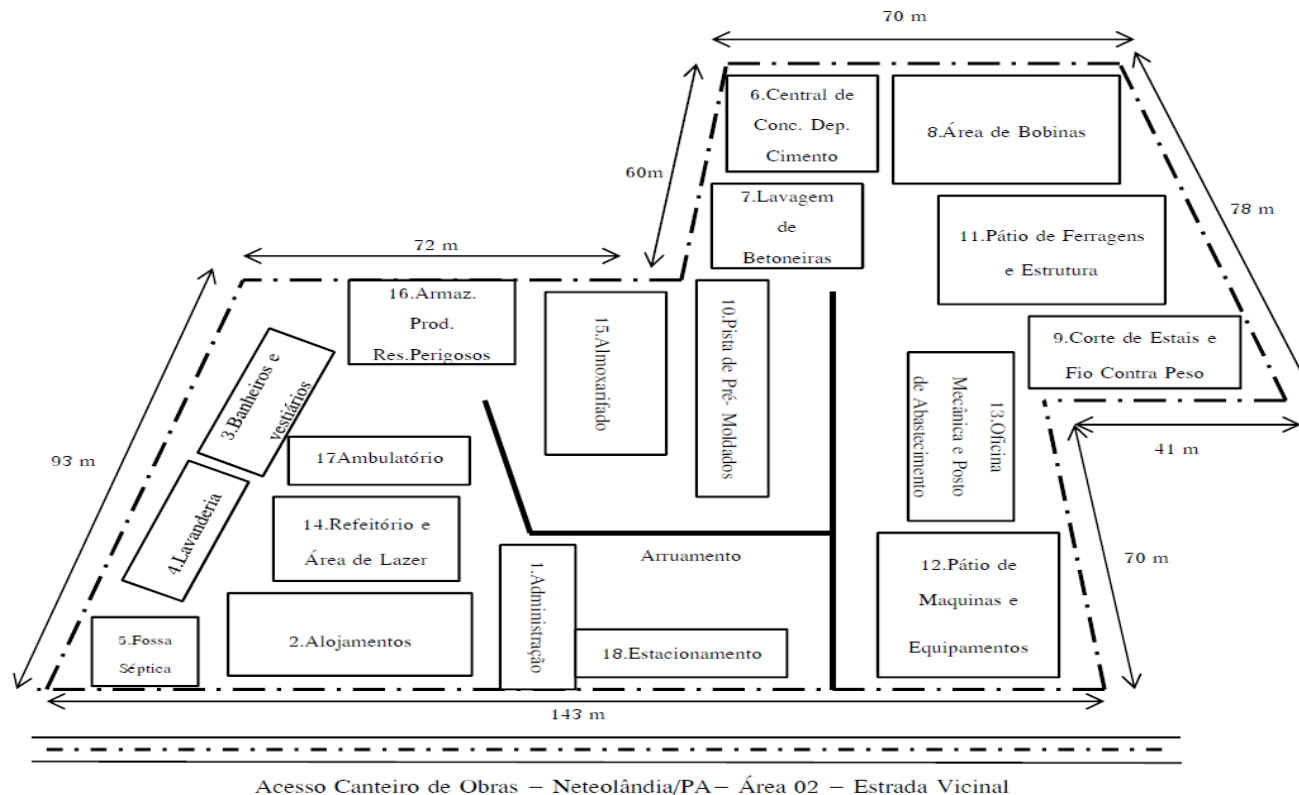 70 m
6.Central de
Conc. Dep.
Cimento
8.Área de Bobinas
60m
7.Lavagem
de
Betoneiras
78 m
11.Pátio de Ferragens
e Estrutura
72 m
16.Armaz.
Prod.
Res.Perigosos
15.Almoxarifado
10.Pista de Pré- Moldados
9.Corte de Estais e
Fio Contra Peso
3.Banheiros e
vestiários
13.Oficina
Mecânica e Posto
de Abastecimento
93 m
17Ambulatório
41 m
4.Lavanderia
14.Refeitório e
Área de Lazer
Arruamento
70 m
12.Pátio de
Maquinas e
Equipamentos
1.Administração
5.Fossa
Séptica
2.Alojamentos
18.Estacionamento
143 m
Acesso Canteiro de Obras – Neteolândia/PA– Área 02 – Estrada Vicinal